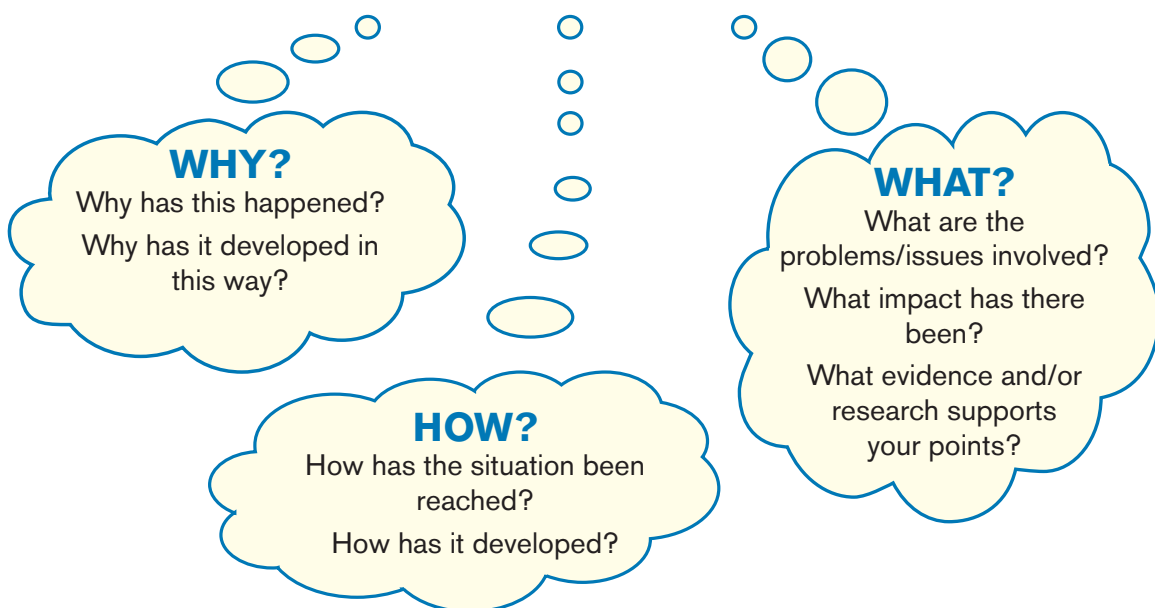 WHY?
Why has this happened?
Why has it developed in
this way?
WHAT?
What are the
problems/issues involved?
What impact has there
been?
What evidence and/or
research supports
your points?
HOW?
How has the situation been
reached?
How has it developed?